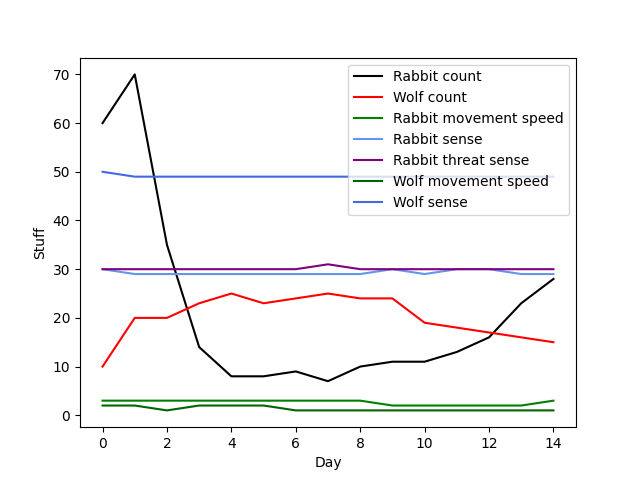 70
60
50
40
30
20
10
0
Stuff
Rabbit count
Wolf count
Rabbit movement speed
Rabbit sense
Rabbit threat sense
Wolf movement speed
Wolf sense
0 2 4 6 8 10 12 14
Day